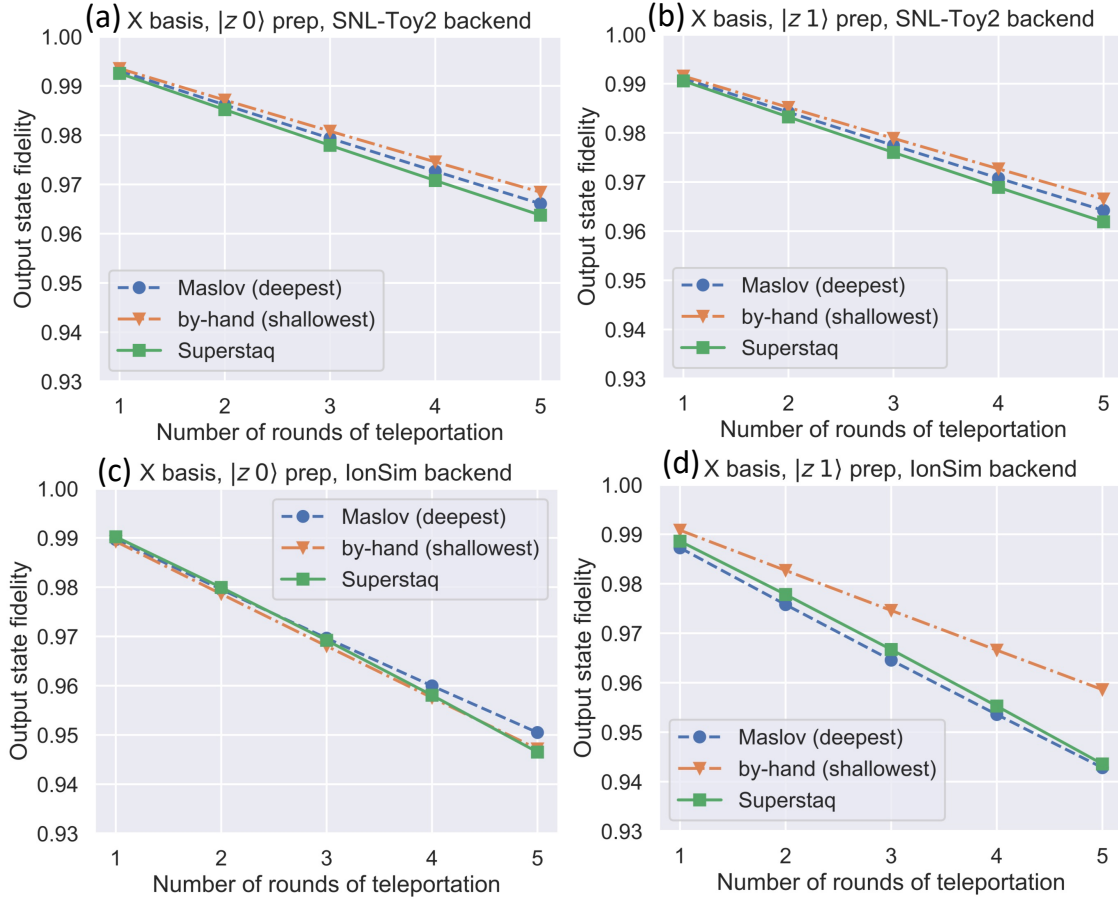 (a) X basis, |z 0⟩ prep, SNL-Toy2 backend
1.00
0.99
0.98
0.97
0.96
0.95
0.94
0.93
Output state fidelity
Maslov (deepest)
by-hand (shallowest)
Superstaq
1 2 3 4 5
Number of rounds of teleportation
(b) X basis, |z 1⟩ prep, SNL-Toy2 backend
1.00
0.99
0.98
0.97
0.96
0.95
0.94
0.93
Output state fidelity
Maslov (deepest)
by-hand (shallowest)
Superstaq
1 2 3 4 5
Number of rounds of teleportation
(c) X basis, |z 0⟩ prep, IonSim backend
1.00
0.99
0.98
0.97
0.96
0.95
0.94
0.93
Output state fidelity
Maslov (deepest)
by-hand (shallowest)
Superstaq
1 2 3 4 5
Number of rounds of teleportation
(d) X basis, |z 1⟩ prep, IonSim backend
1.00
0.99
0.98
0.97
0.96
0.95
0.94
0.93
Output state fidelity
Maslov (deepest)
by-hand (shallowest)
Superstaq
1 2 3 4 5
Number of rounds of teleportation